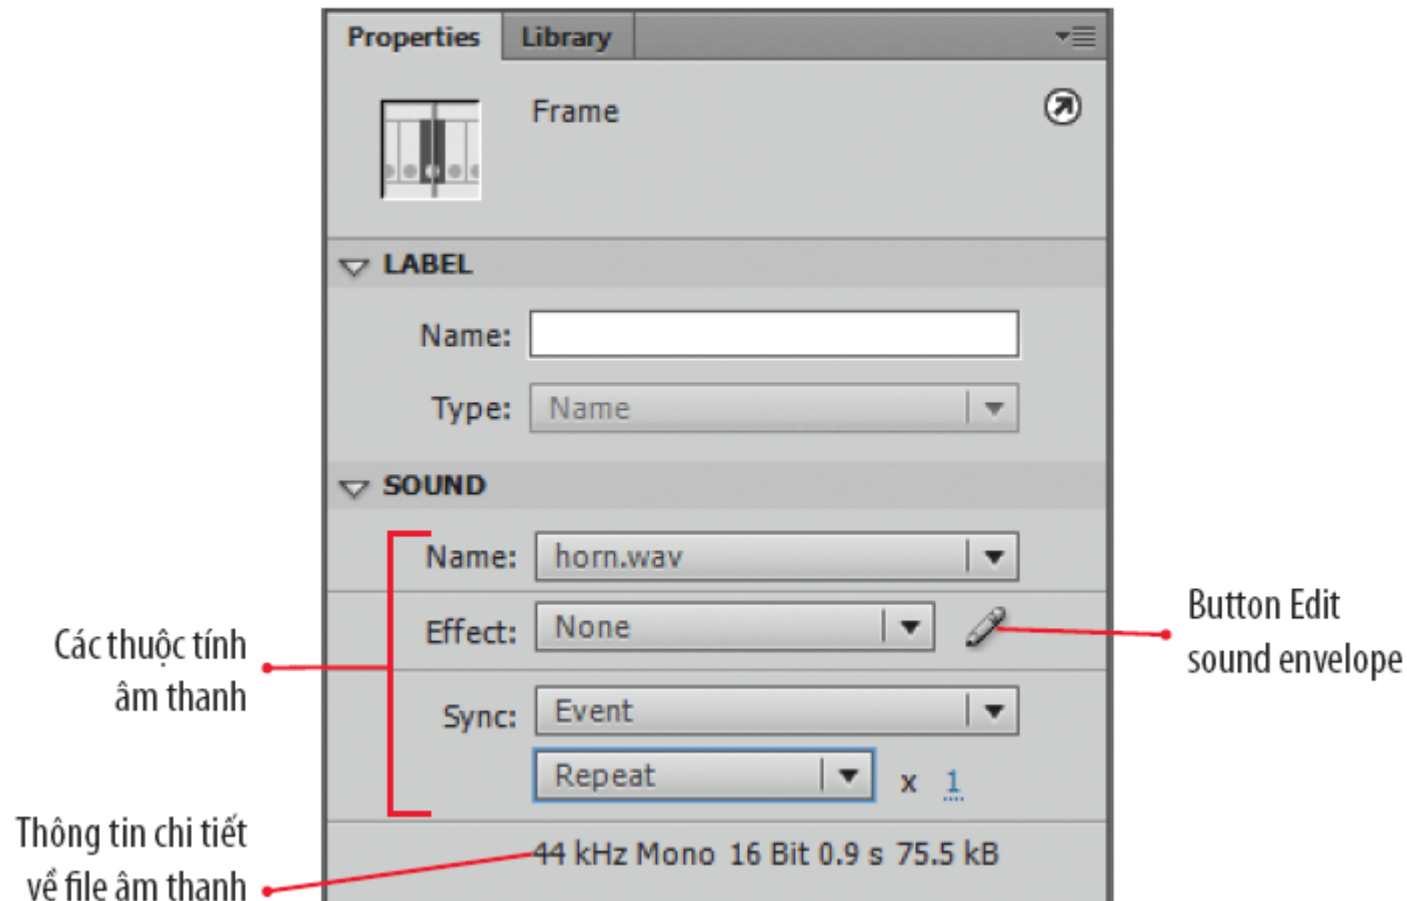 Properties Library
Frame
LABEL
Name:
Type: Name
SOUND
Name: horn.wav
Effect: None
Sync: Event
Repeat x 1
44 kHz Mono 16 Bit 0.9 s 75.5 kB
Các thuộc tính
âm thanh
Thông tin chi tiết
về file âm thanh
Button Edit
sound envelope